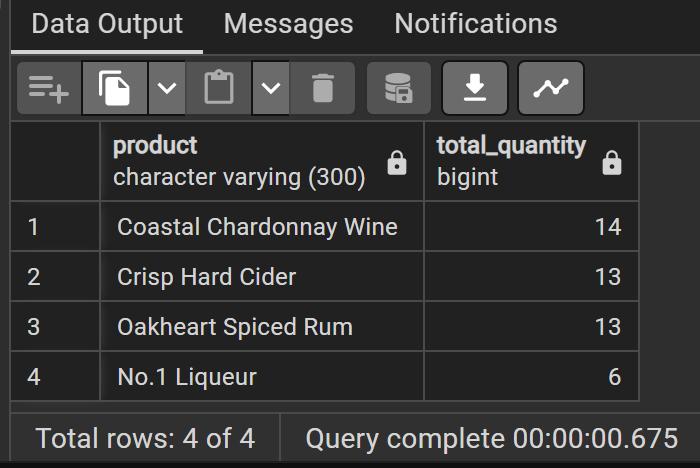 Data Output Messages Notifications
product total_quantity
character varying (300) bigint
1 Coastal Chardonnay Wine 14
2 Crisp Hard Cider 13
3 Oakheart Spiced Rum 13
4 No.1 Liqueur 6
Total rows: 4 of 4 Query complete 00:00:00.675